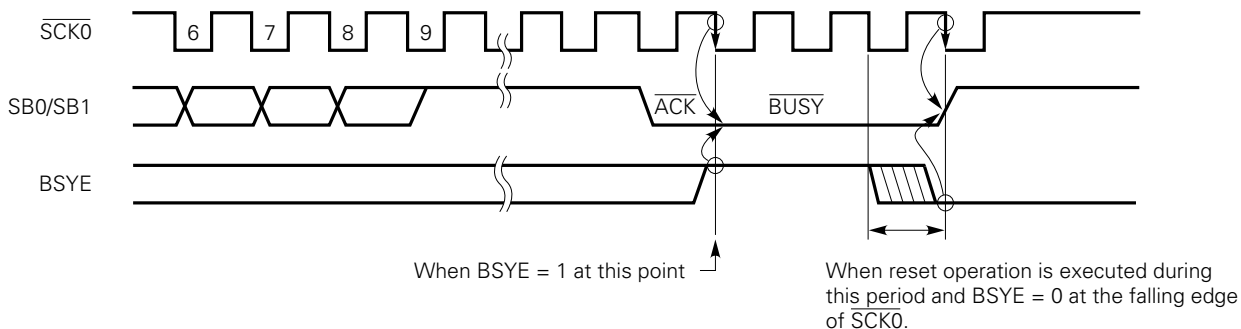 SCK0
6 7 8 9
SB0/SB1
ACK
BUSY
BSYE
When BSYE = 1 at this point
When reset operation is executed during
this period and BSYE = 0 at the falling edge
of SCK0.